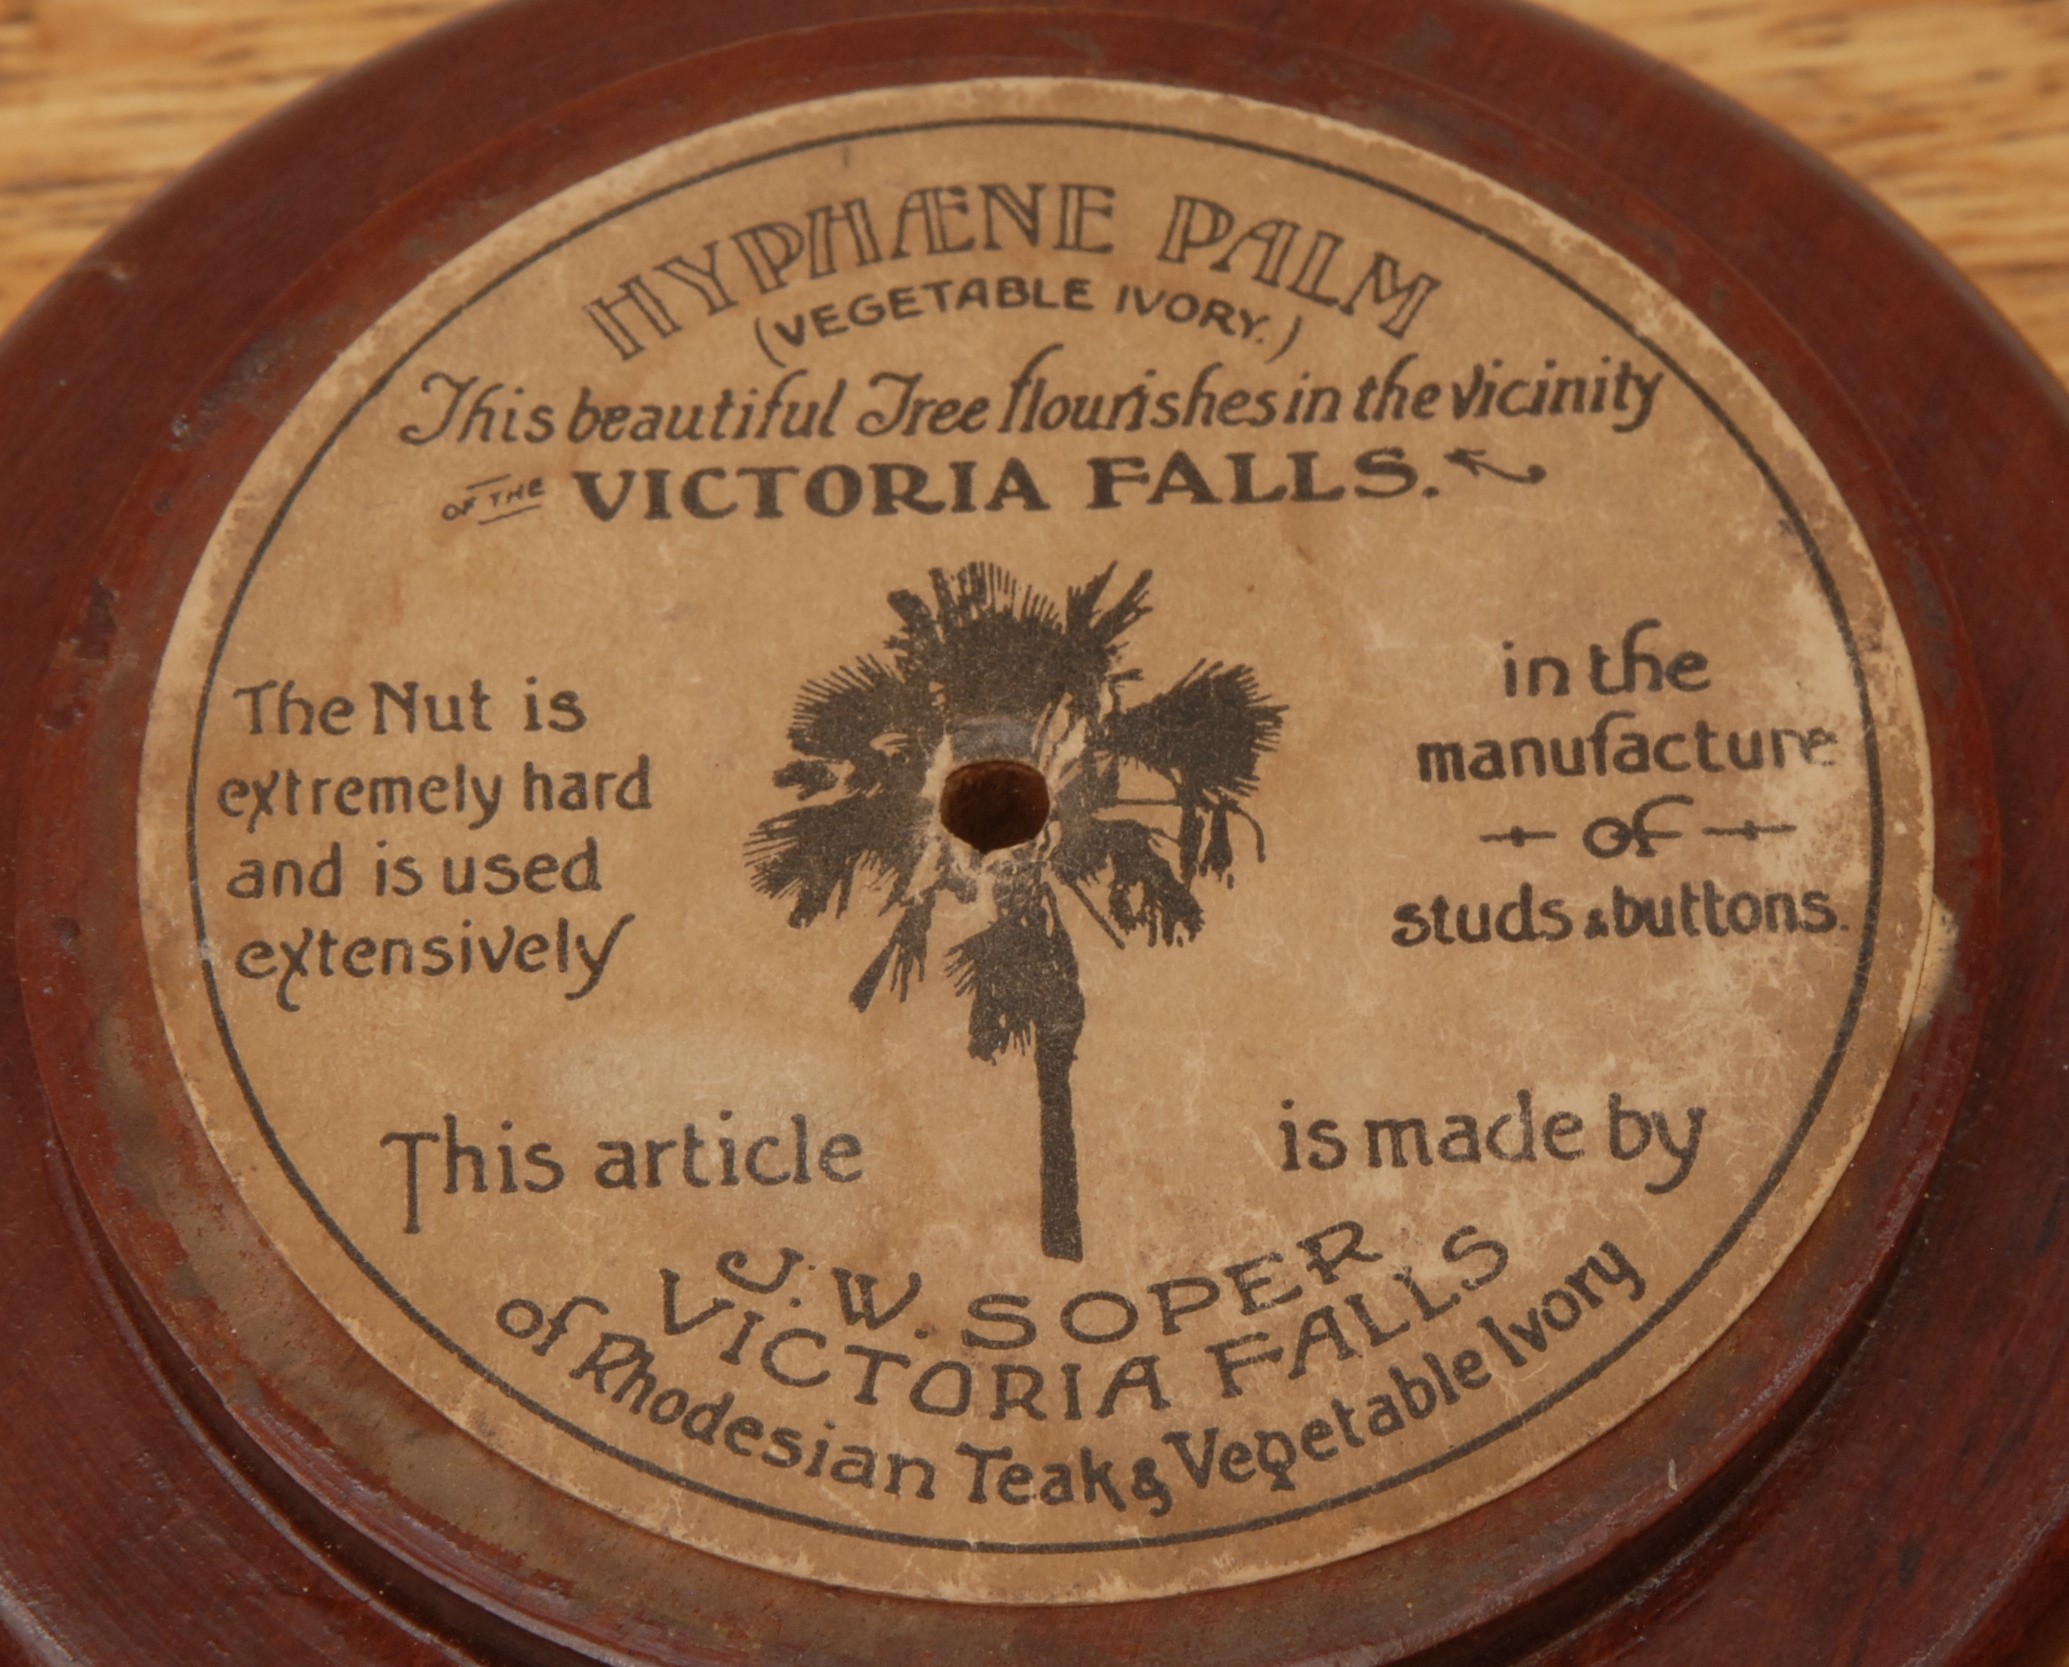 HYPHÆNE PALM
(VEGETABLE IVORY.)
This beautiful Tree flourishes in the vicinity
OF THE VICTORIA FALLS.
The Nut is
extremely hard
and is used
extensively
in the
manufacture
of
studs & buttons.
This article is made by
J. W. SOPER
VICTORIA FALLS
of Rhodesian Teak & Vegetable Ivory